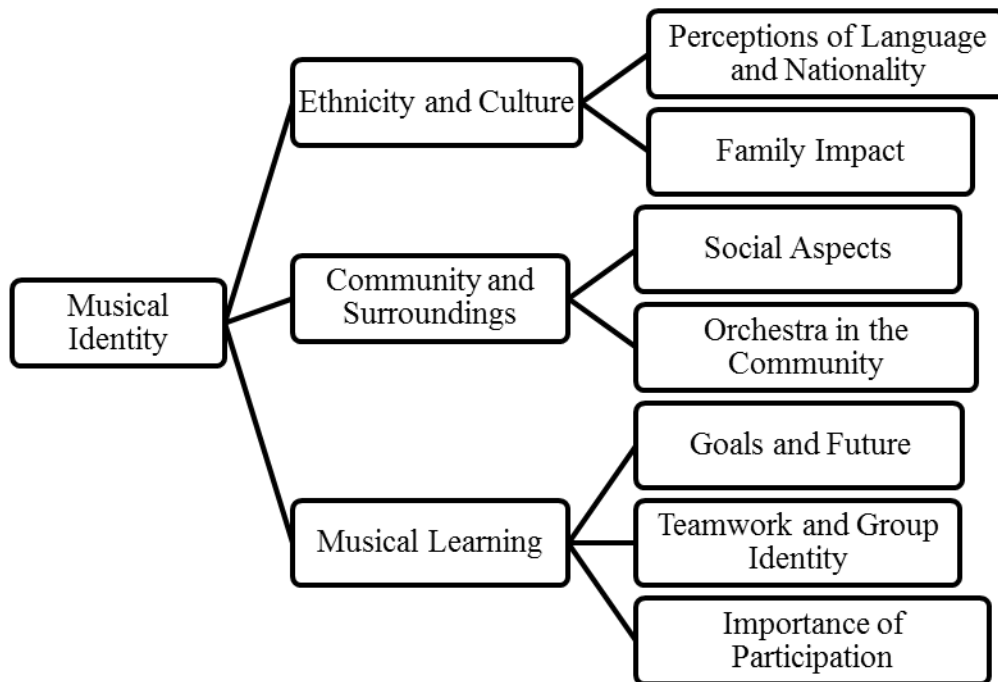 Musical
Identity
Ethnicity and Culture
Perceptions of Language
and Nationality
Family Impact
Community and
Surroundings
Social Aspects
Orchestra in the
Community
Musical Learning
Goals and Future
Teamwork and Group
Identity
Importance of
Participation